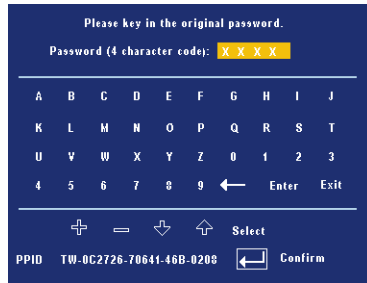 Please key in the original password.
Password (4 character code): X X X X
A B C D E F G H I J
K L M N O P Q R S T
U V W X Y Z 0 1 2 3
4 5 6 7 8 9 ← Enter Exit
Select
PPID TW-0C2726-70641-46B-0208 Confirm